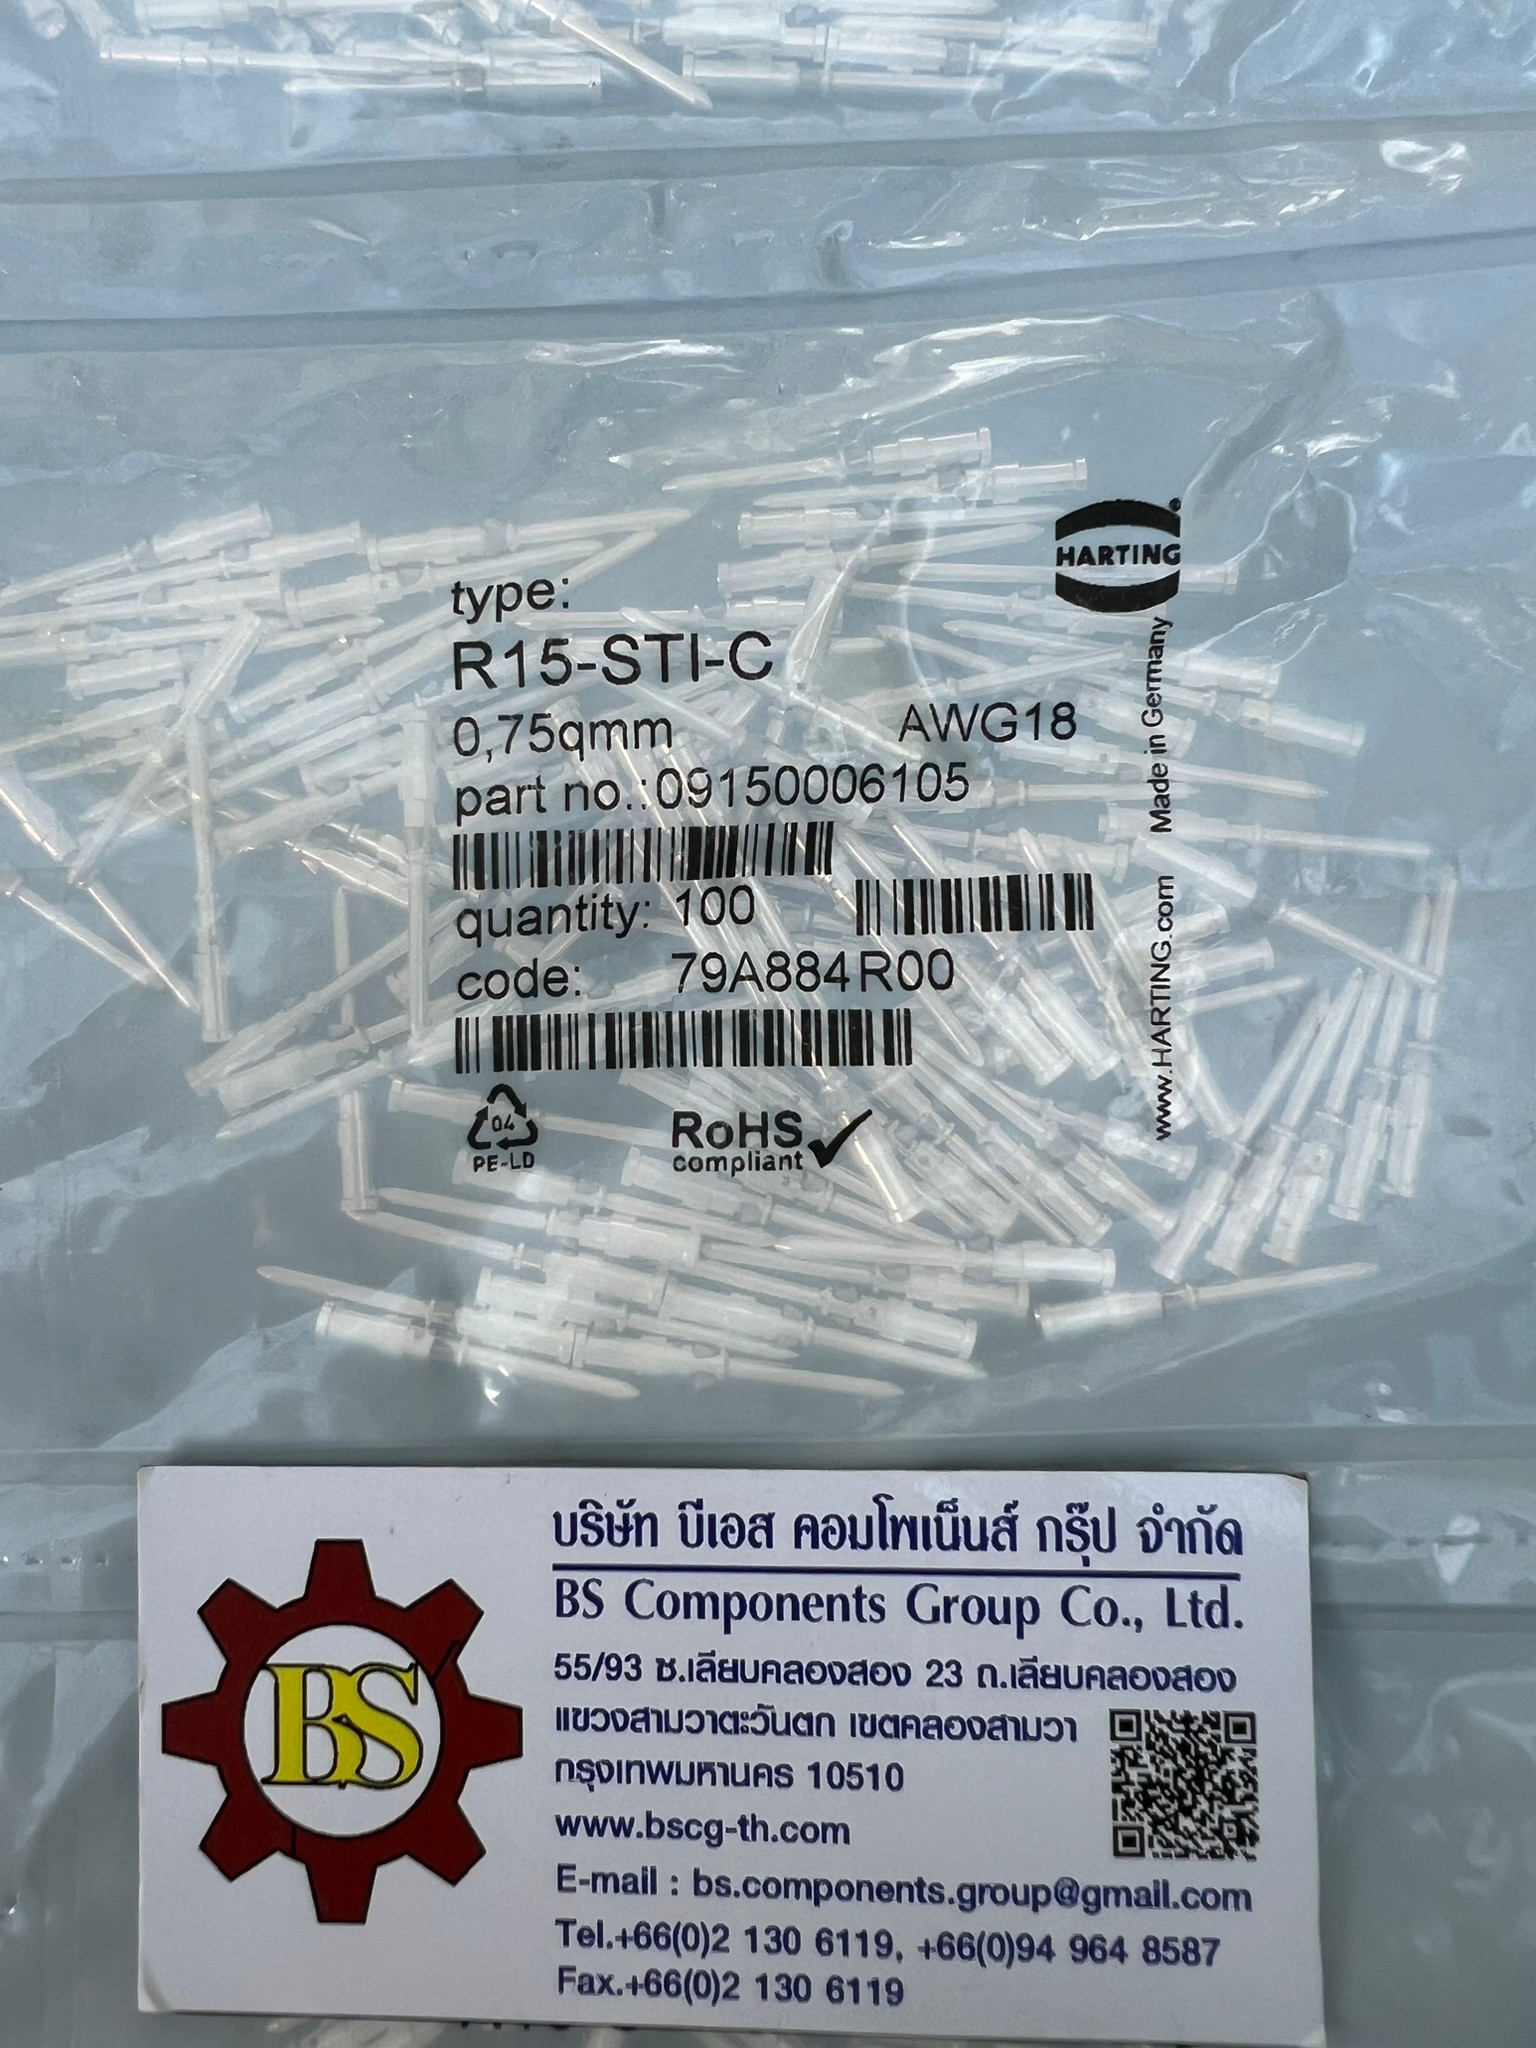 HARTING
type:
R15-STI-C
0,75qmm AWG18
part no.:09150006105
quantity: 100
code: 79A884R00
04
PE-LD
RoHS
compliant
www.HARTING.com Made in Germany
BS
บริษัท บีเอส คอมโพเน็นส์ กรุ๊ป จำกัด
BS Components Group Co., Ltd.
55/93 ซ.เลียบคลองสอง 23 ถ.เลียบคลองสอง
แขวงสามวาตะวันตก เขตคลองสามวา
กรุงเทพมหานคร 10510
www.bscg-th.com
E-mail : bs.components.group@gmail.com
Tel.+66(0)2 130 6119, +66(0)94 964 8587
Fax.+66(0)2 130 6119